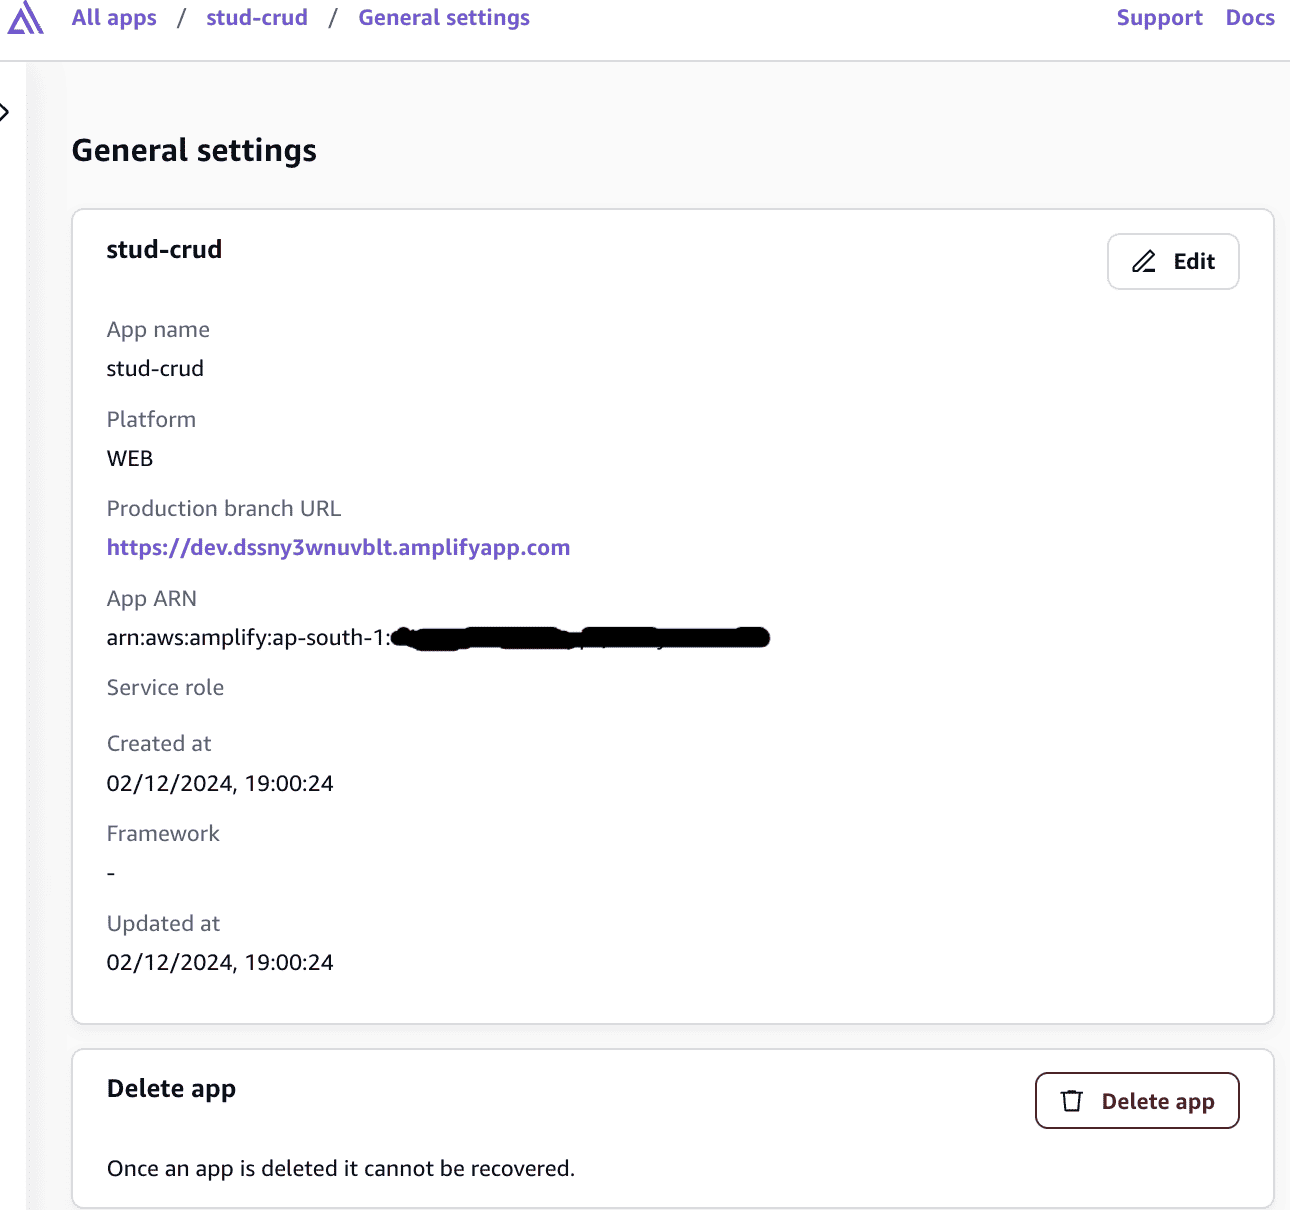 All apps / stud-crud / General settings Support Docs
General settings
stud-crud
Edit
App name
stud-crud
Platform
WEB
Production branch URL
https://dev.dssny3wnuvblt.amplifyapp.com
App ARN
arn:aws:amplify:ap-south-1:
Service role
Created at
02/12/2024, 19:00:24
Framework
-
Updated at
02/12/2024, 19:00:24
Delete app
Delete app
Once an app is deleted it cannot be recovered.